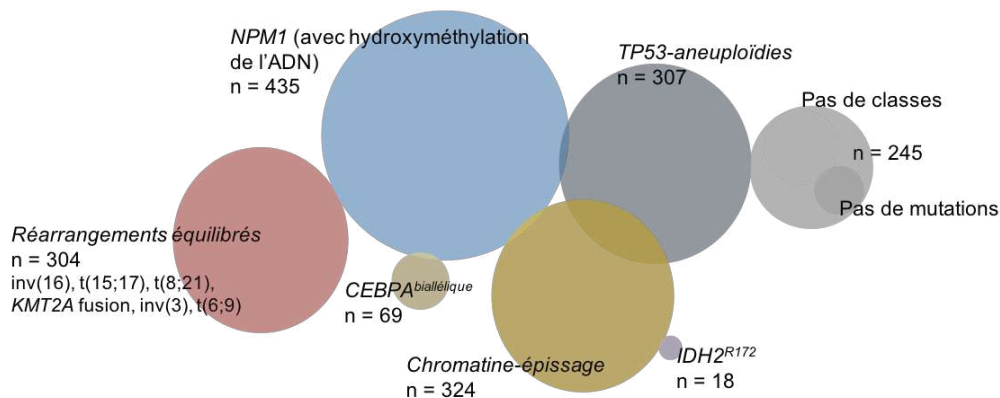 NPM1 (avec hydroxyméthylation
de l'ADN)
n = 435
TP53-aneuploïdies
n = 307
Pas de classes
n = 245
Pas de mutations
Réarrangements équilibrés
n = 304
inv(16), t(15;17), t(8;21),
KMT2A fusion, inv(3), t(6;9)
CEBPAbiallélique
n = 69
Chromatine-épissage
n = 324
IDH2R172
n = 18